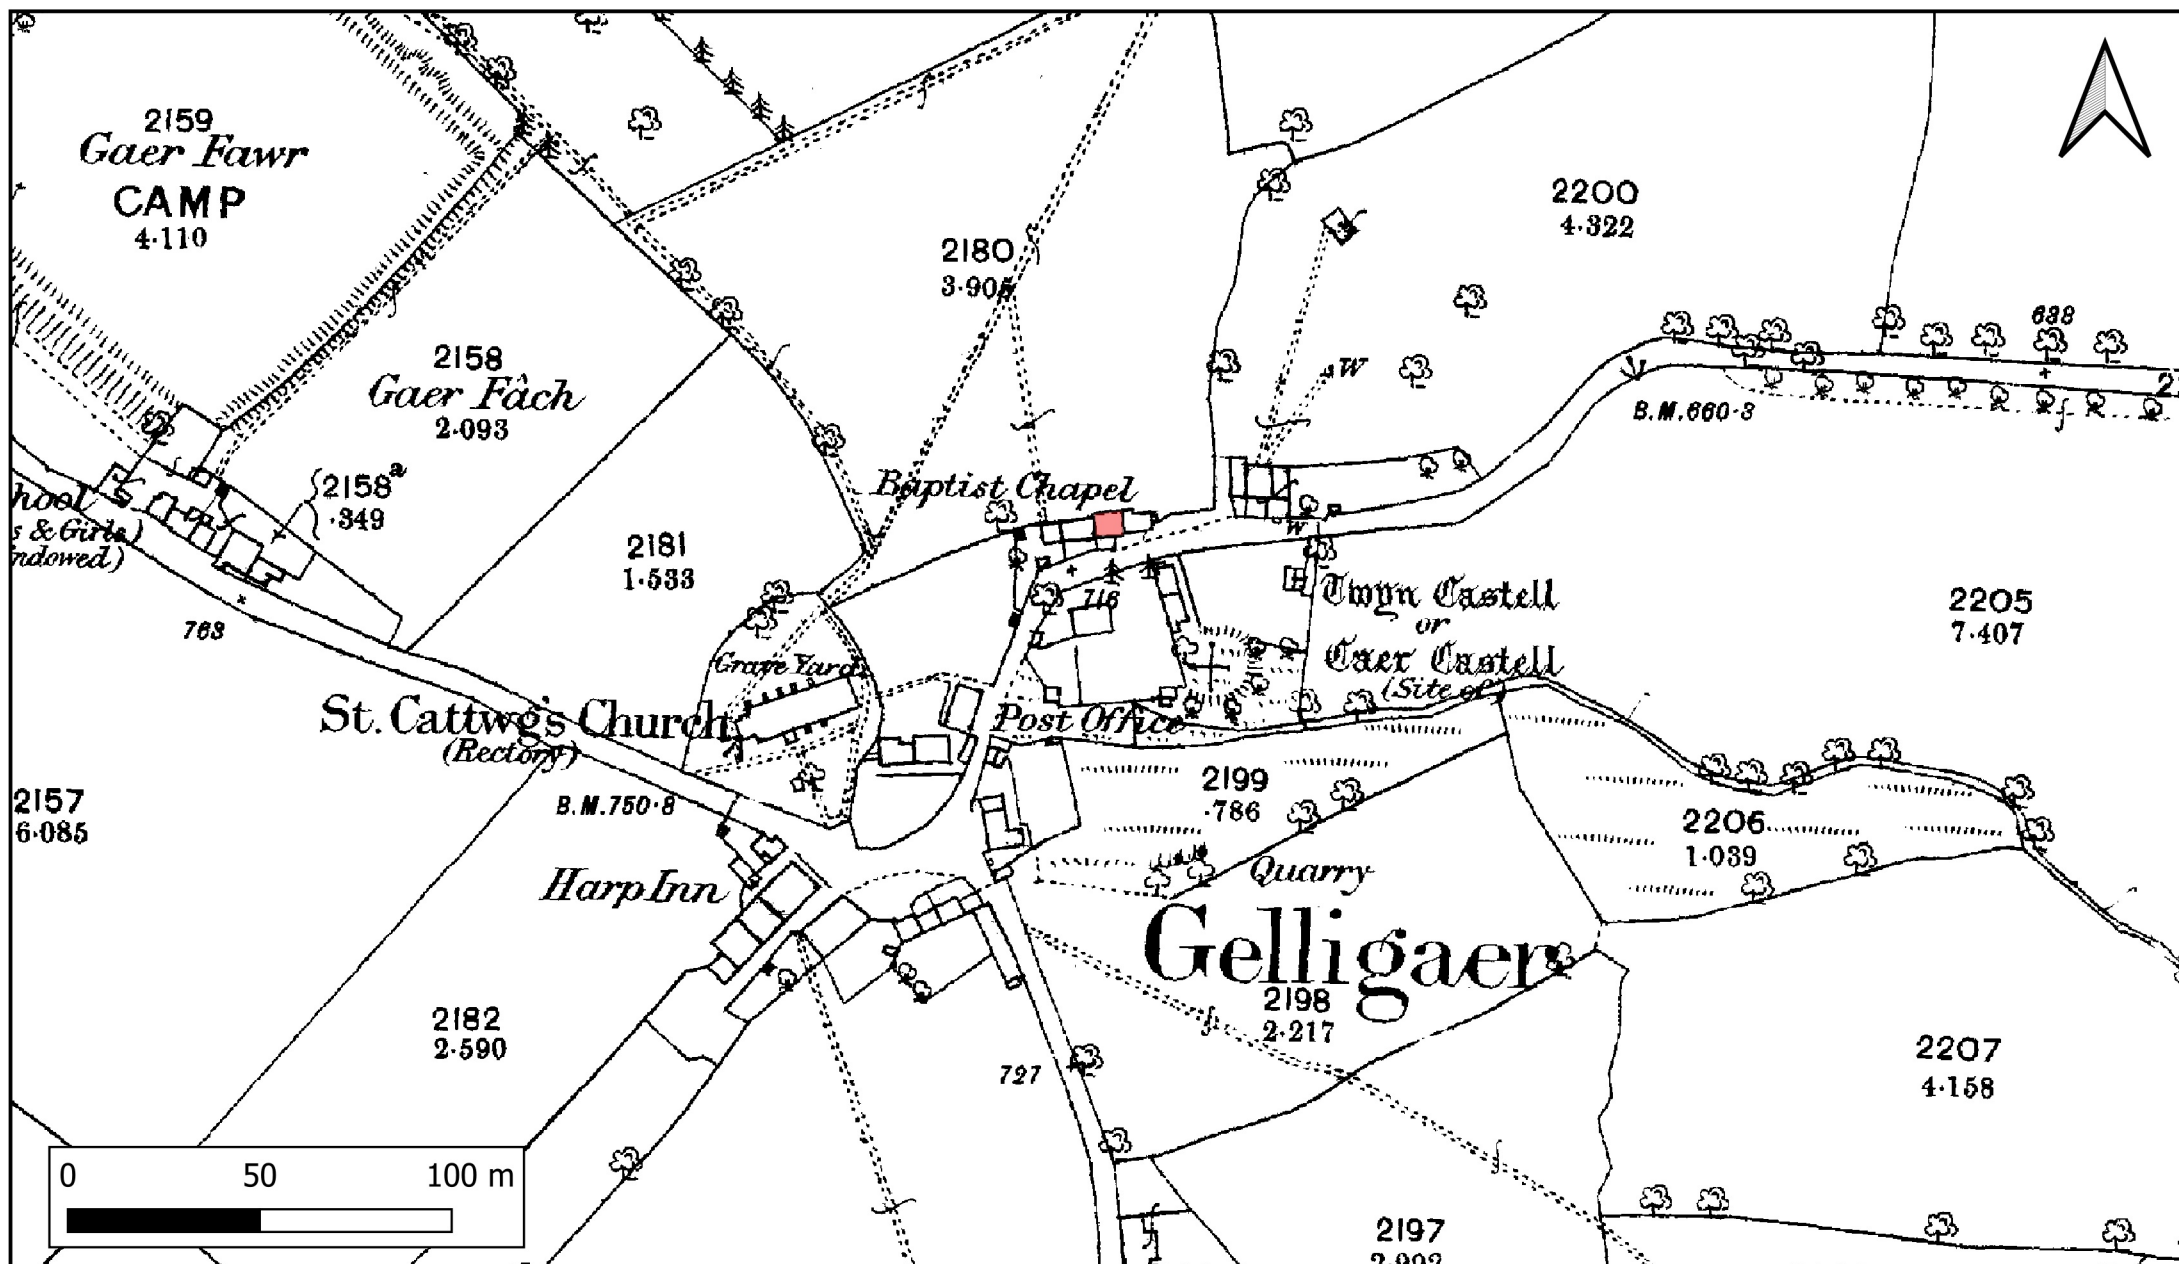 2159
Gaer Fawr
CAMP
4·110
2200
4·322
2180
638
2158
Gaer Fâch
2·093
W
B.M.660·3
2158a
·349
hool
s & Girls)
ndowed)
Baptist Chapel
W
2181
1·533
763
716
Twyn Castell
or
Caer Castell
(Site of)
2205
7·407
Grave Yard
St. Cattwg's Church
(Rectory)
Post Office
2157
6·085
B.M.750·8
2199
·786
2206
1·039
Harp Inn
Quarry
Gelligaer
2198
2·217
2182
2·590
727
2207
4·158
0 50 100 m
2197